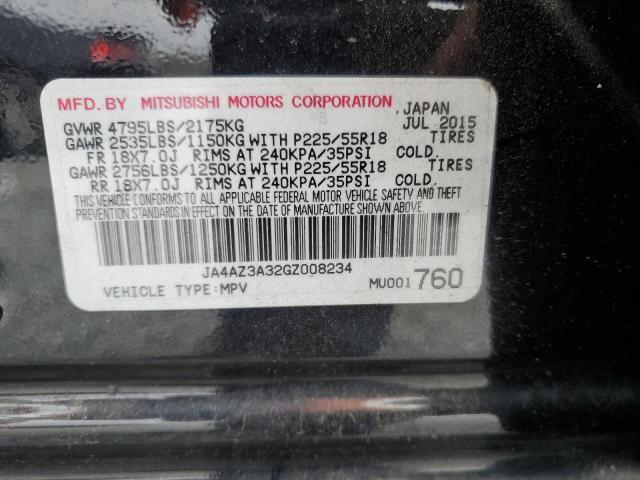 MFD. BY MITSUBISHI MOTORS CORPORATION JAPAN
GVWR 4795LBS/2175KG JUL 2015
GAWR 2535LBS/1150KG WITH P225/55R18 TIRES
FR 18X7.0J RIMS AT 240KPA/35PSI COLD.
GAWR 2756LBS/1250KG WITH P225/55R18 TIRES
RR 18X7.0J RIMS AT 240KPA/35PSI COLD.
THIS VEHICLE CONFORMS TO ALL APPLICABLE FEDERAL MOTOR VEHICLE SAFETY AND THEFT
PREVENTION STANDARDS IN EFFECT ON THE DATE OF MANUFACTURE SHOWN ABOVE.
JA4AZ3A32GZ008234
VEHICLE TYPE:MPV MU001760